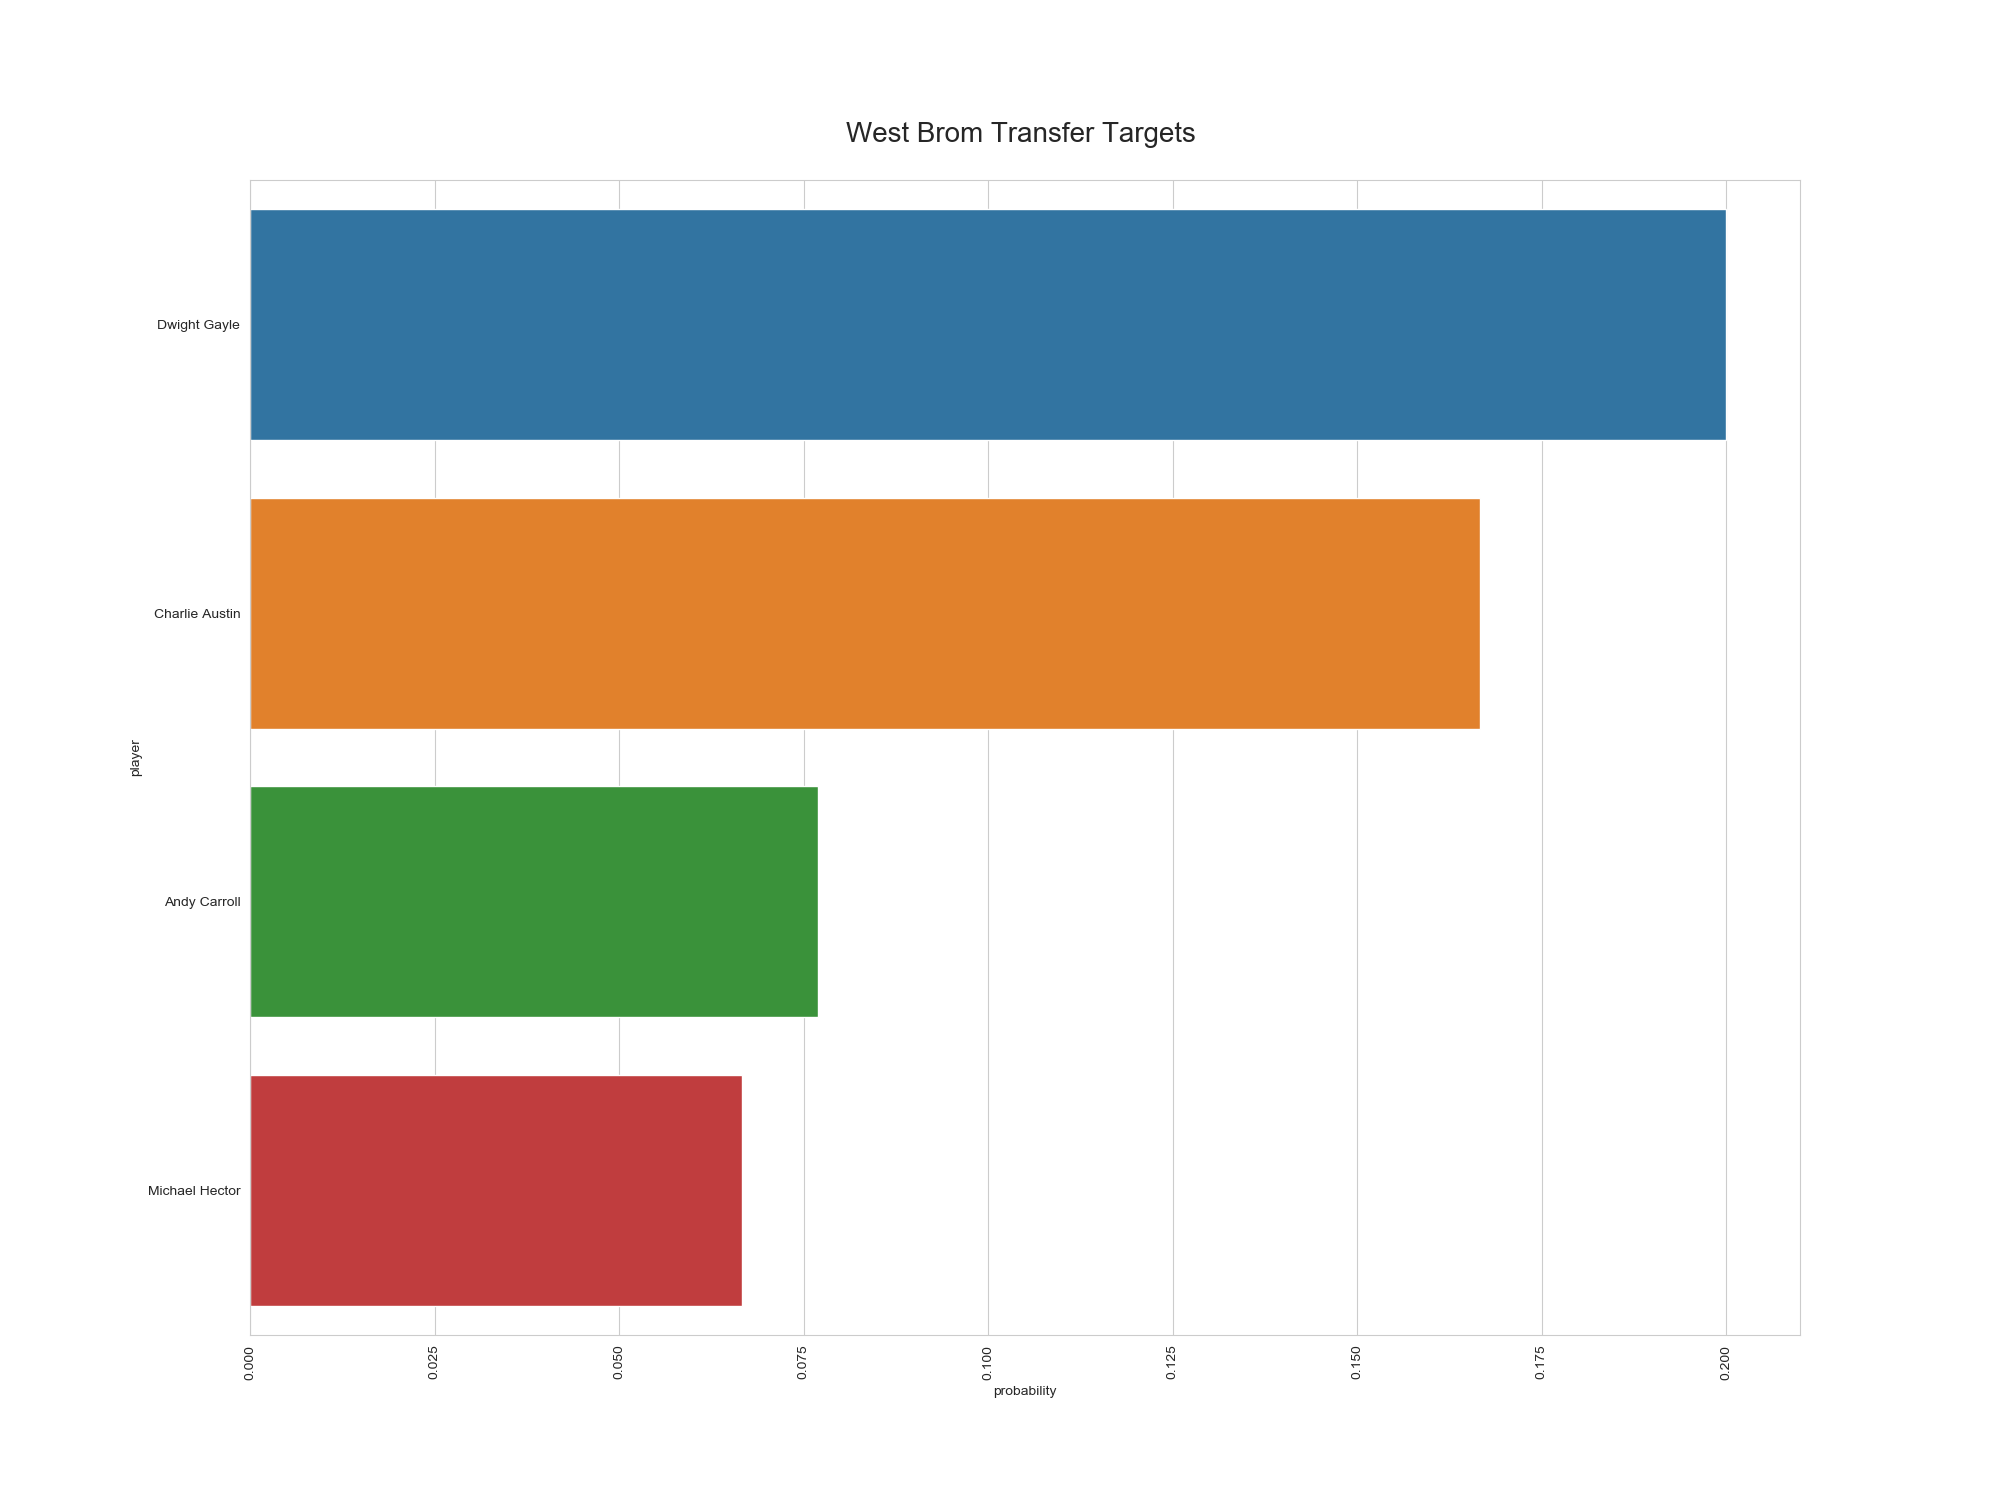 West Brom Transfer Targets
Dwight Gayle
Charlie Austin
player
Andy Carroll
Michael Hector
0.000
0.025
0.050
0.075
0.100
0.125
0.150
0.175
0.200
probability